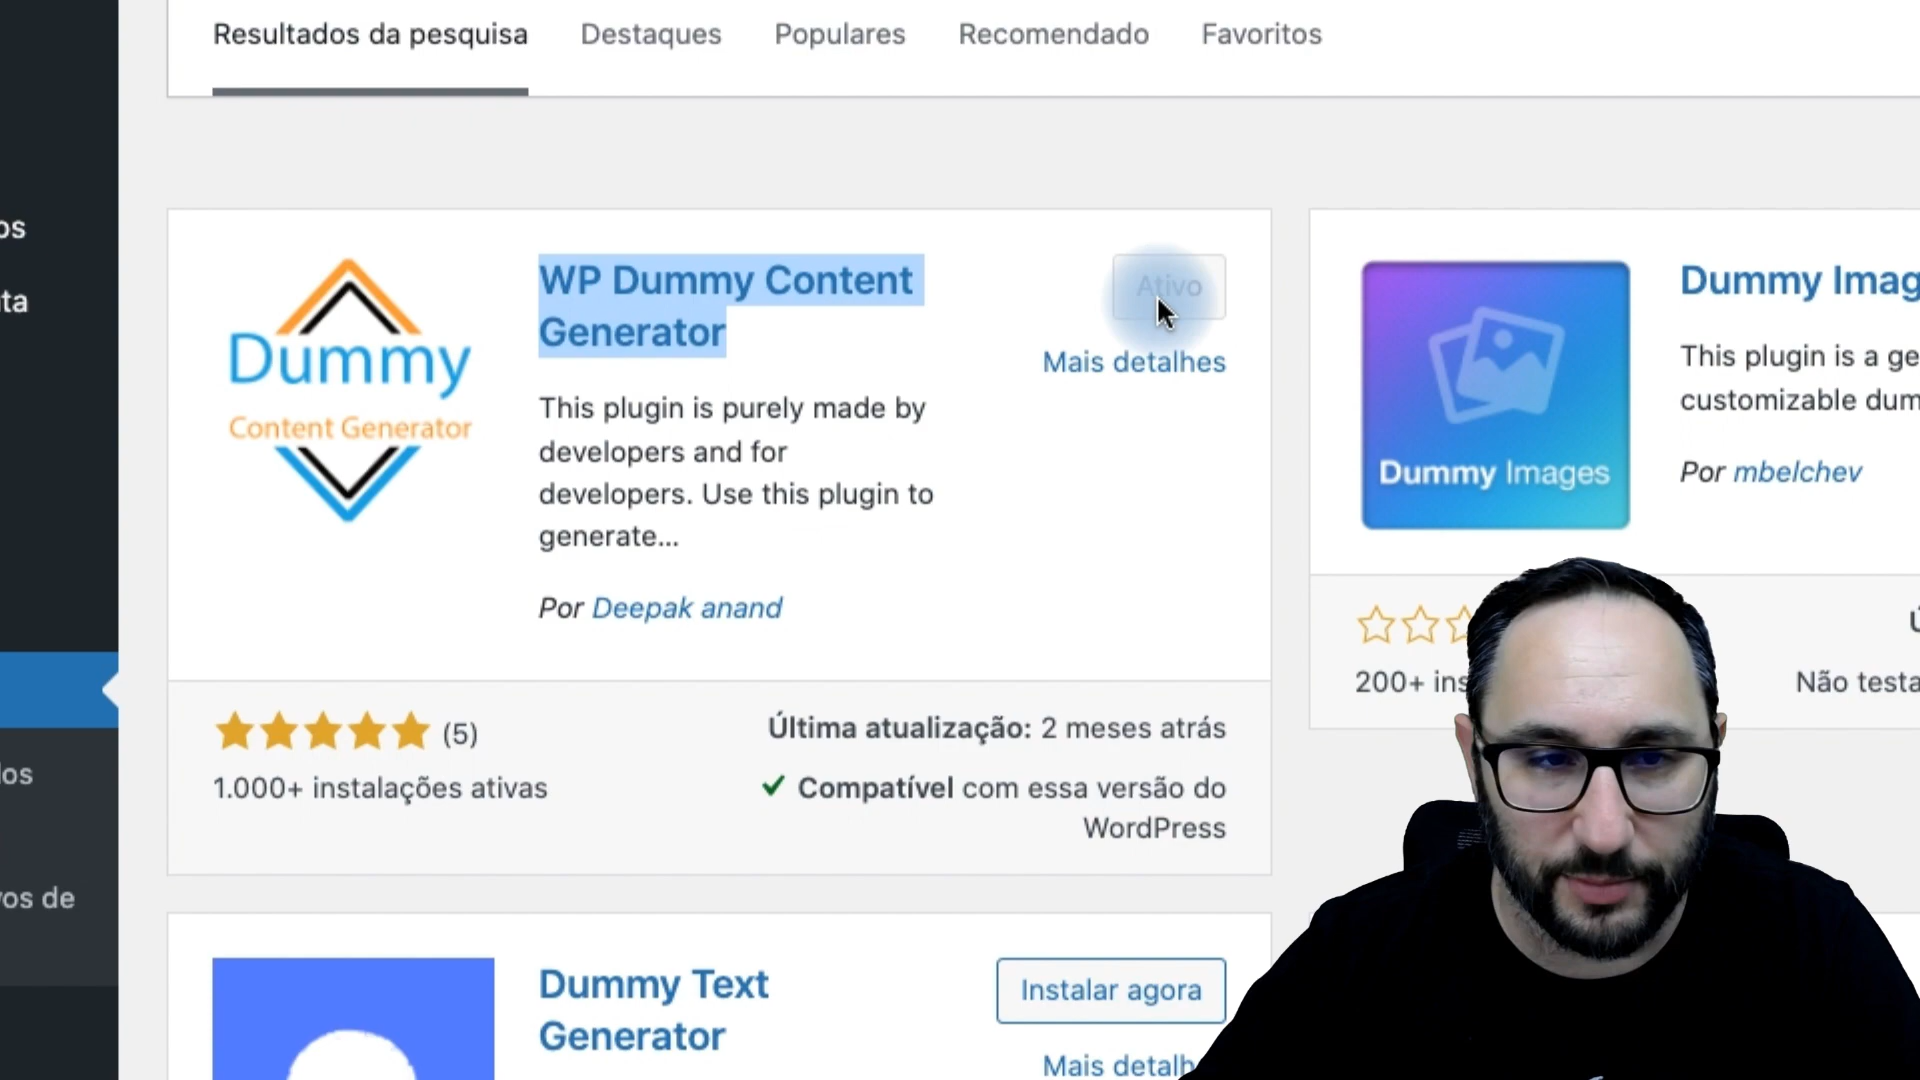 Resultados da pesquisa
Destaques
Populares
Recomendado
Favoritos
WP Dummy Content
Generator
Ativo
Mais detalhes
This plugin is purely made by
developers and for
developers. Use this plugin to
generate...
Por Deepak anand
Dummy
Content Generator
(5)
1.000+ instalações ativas
Última atualização: 2 meses atrás
Compatível com essa versão do
WordPress
Dummy Images
Dummy Imag
This plugin is a ge
customizable dum
Por mbelchev
200+ ins
Não testa
Dummy Text
Generator
Instalar agora
Mais detalh
os
ta
los
vos de